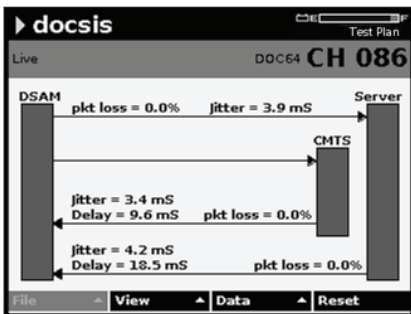 docsis
E F
Test Plan
Live DOC64 CH 086
DSAM Server
pkt loss = 0.0% Jitter = 3.9 mS
CMTS
Jitter = 3.4 mS
Delay = 9.6 mS pkt loss = 0.0%
Jitter = 4.2 mS
Delay = 18.5 mS pkt loss = 0.0%
File View Data Reset